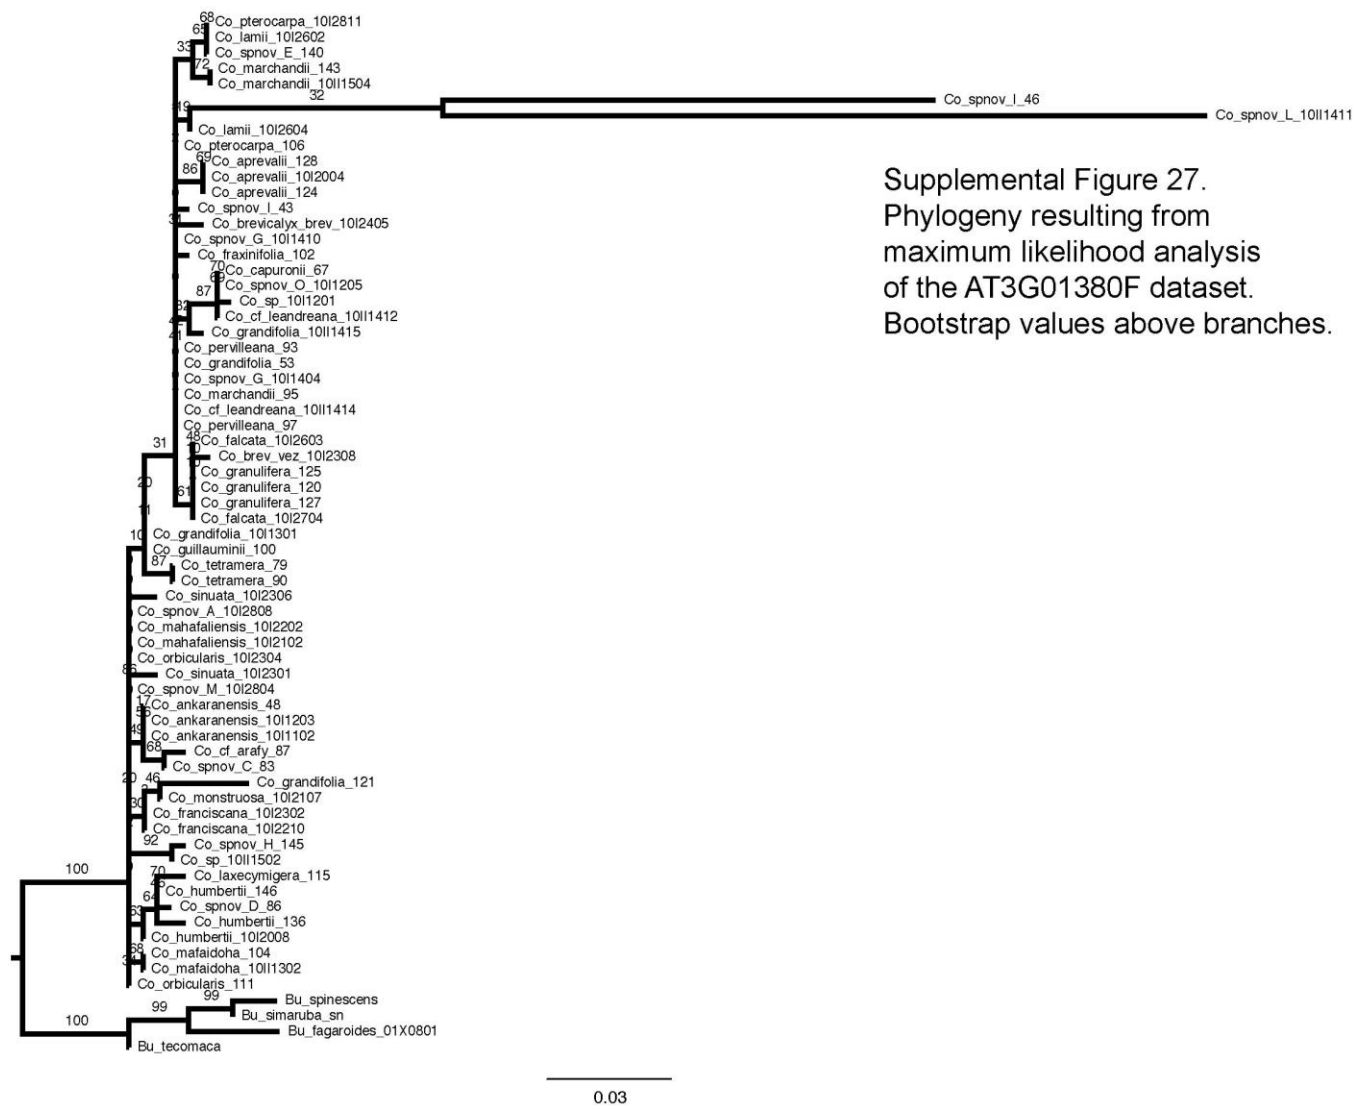 68
Co_pterocarpa_10I2811
65
Co_lamii_10I2602
33
Co_spnov_E_140
72
Co_marchandii_143
Co_marchandii_10II1504
32
Co_spnov_I_46
19
Co_spnov_L_10II1411
Co_lamii_10I2604
Co_pterocarpa_106
69
Co_aprevalii_128
86
Co_aprevalii_10I2004
Co_aprevalii_124
Supplemental Figure 27.
Phylogeny resulting from
maximum likelihood analysis
of the AT3G01380F dataset.
Bootstrap values above branches.
Co_spnov_I_43
Co_brevicalyx_brev_10I2405
Co_spnov_G_10I1410
Co_fraxinifolia_102
70
Co_capuronii_67
69
Co_spnov_O_10I1205
87
Co_sp_10I1201
Co_cf_leandreana_10II1412
Co_grandifolia_10II1415
Co_pervilleana_93
Co_grandifolia_53
Co_spnov_G_10I1404
Co_marchandii_95
Co_cf_leandreana_10II1414
Co_pervilleana_97
48
Co_falcata_10I2603
31
Co_brev_vez_10I2308
Co_granulifera_125
20
Co_granulifera_120
61
Co_granulifera_127
11
Co_falcata_10I2704
10
Co_grandifolia_10I1301
Co_guillauminii_100
87
Co_tetramera_79
Co_tetramera_90
Co_sinuata_10I2306
Co_spnov_A_10I2808
Co_mahafaliensis_10I2202
Co_mahafaliensis_10I2102
Co_orbicularis_10I2304
86
Co_sinuata_10I2301
Co_spnov_M_10I2804
17
Co_ankaranensis_48
56
Co_ankaranensis_10I1203
49
Co_ankaranensis_10I1102
68
Co_cf_arafy_87
Co_spnov_C_83
20
46
Co_grandifolia_121
Co_monstruosa_10I2107
30
Co_franciscana_10I2302
Co_franciscana_10I2210
92
Co_spnov_H_145
Co_sp_10II1502
100
70
Co_laxecymigera_115
46
Co_humbertii_146
64
Co_spnov_D_86
63
Co_humbertii_136
Co_humbertii_10I2008
68
Co_mafaidoha_104
34
Co_mafaidoha_10II1302
Co_orbicularis_111
99
Bu_spinescens
99
Bu_simaruba_sn
100
Bu_fagaroides_01X0801
Bu_tecomaca
0.03